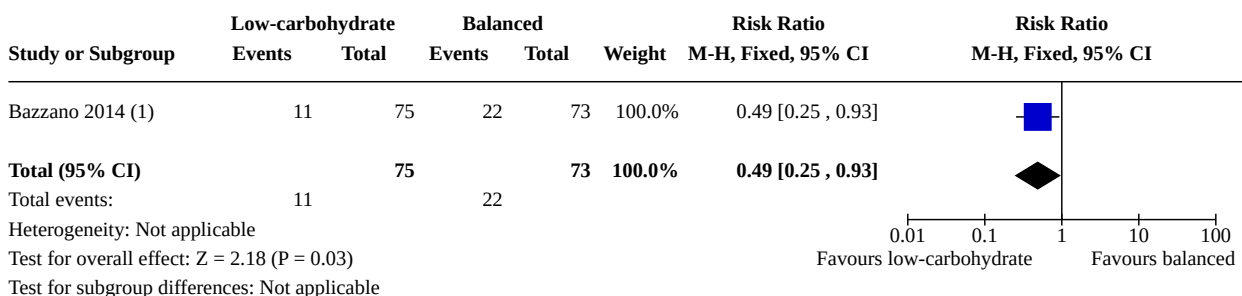 Low-carbohydrate Balanced Risk Ratio Risk Ratio
Study or Subgroup Events Total Events Total Weight M-H, Fixed, 95% CI M-H, Fixed, 95% CI
Bazzano 2014 (1) 11 75 22 73 100.0% 0.49 [0.25 , 0.93]
Total (95% CI) 75 73 100.0% 0.49 [0.25 , 0.93]
Total events: 11 22
Heterogeneity: Not applicable 0.01 0.1 1 10 100
Test for overall effect: Z = 2.18 (P = 0.03) Favours low-carbohydrate Favours balanced
Test for subgroup differences: Not applicable